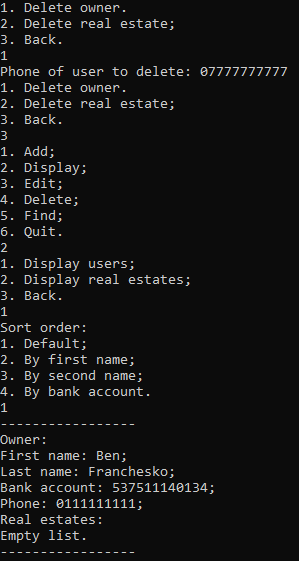 1. Delete owner.
2. Delete real estate;
3. Back.
1
Phone of user to delete: 07777777777
1. Delete owner.
2. Delete real estate;
3. Back.
3
1. Add;
2. Display;
3. Edit;
4. Delete;
5. Find;
6. Quit.
2
1. Display users;
2. Display real estates;
3. Back.
1
Sort order:
1. Default;
2. By first name;
3. By second name;
4. By bank account.
1
-----------------
Owner:
First name: Ben;
Last name: Franchesko;
Bank account: 537511140134;
Phone: 0111111111;
Real estates:
Empty list.
-----------------